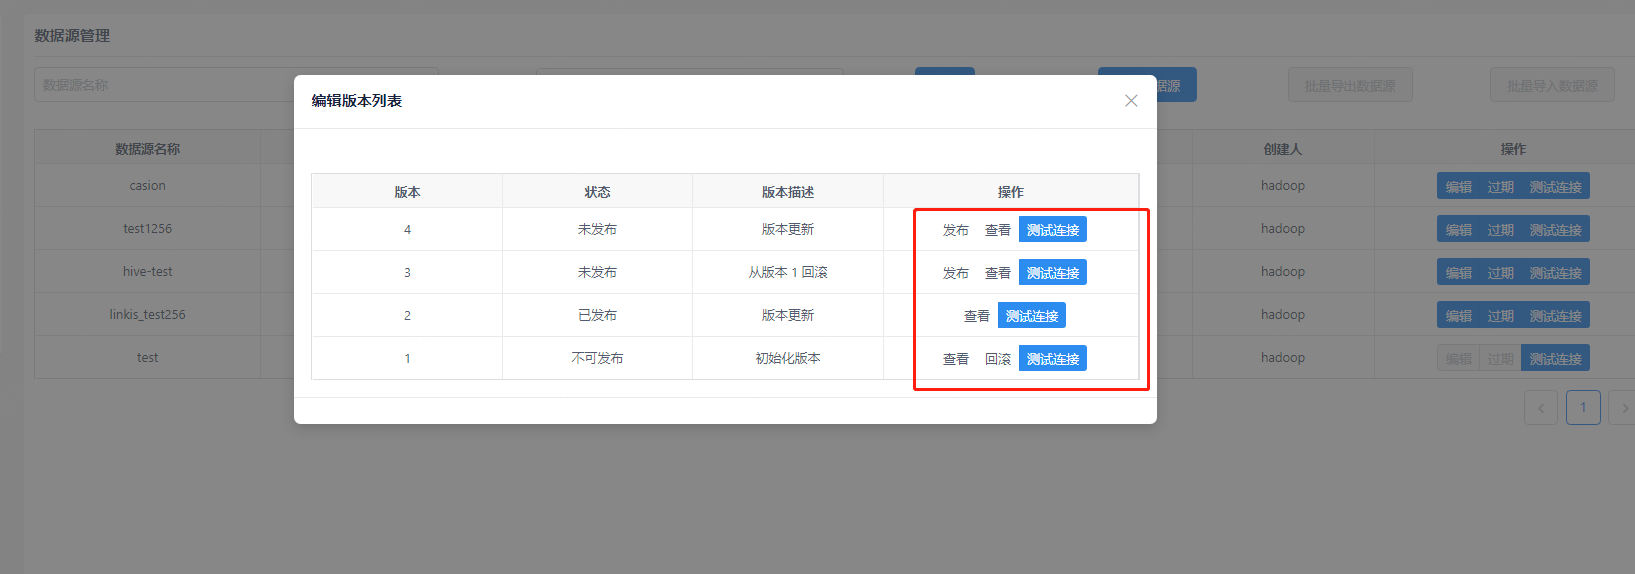 数据源管理
数据源名称 据源 批量导出数据源 批量导入数据源
编辑版本列表
数据源名称 创建人 操作
casion hadoop 编辑 过期 测试连接
test1256 hadoop 编辑 过期 测试连接
hive-test hadoop 编辑 过期 测试连接
linkis_test256 hadoop 编辑 过期 测试连接
test hadoop 编辑 过期 测试连接
版本 状态 版本描述 操作
4 未发布 版本更新 发布 查看 测试连接
3 未发布 从版本 1 回滚 发布 查看 测试连接
2 已发布 版本更新 查看 测试连接
1 不可发布 初始化版本 查看 回滚 测试连接
1